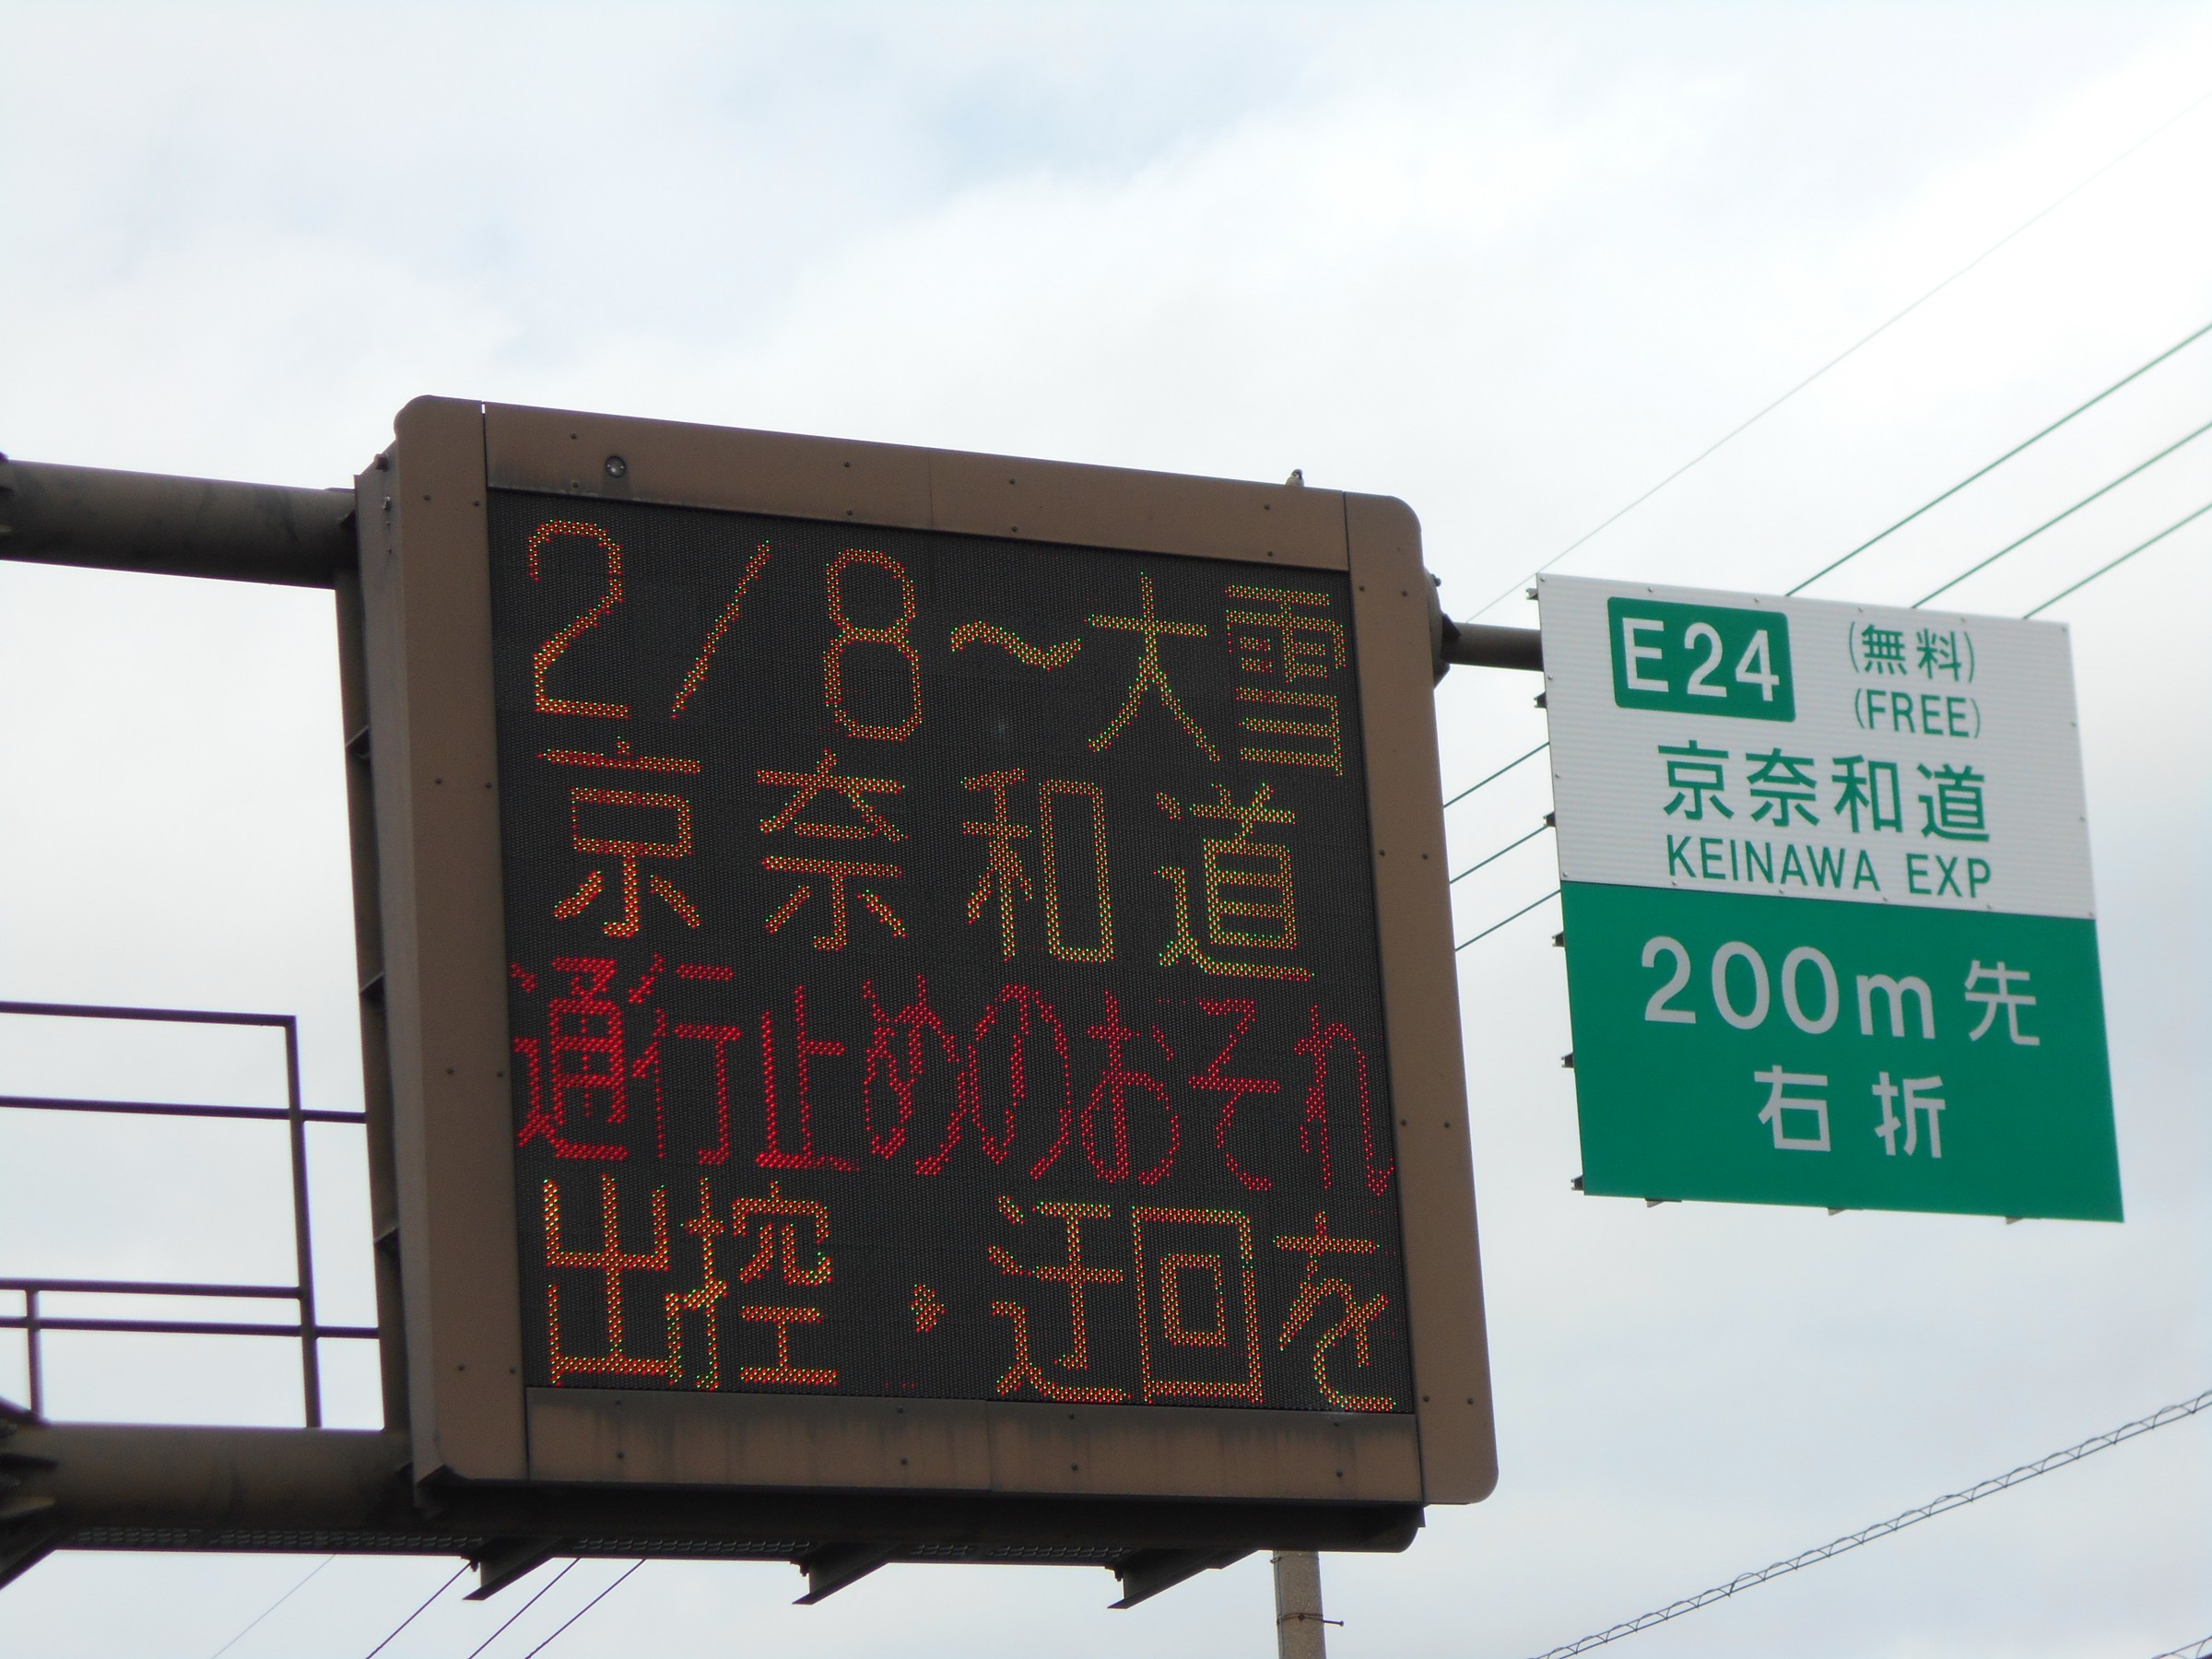 2/8～大雪
京奈和道
通行止めのおそれ
出控・迂回を
E24 (無料)
(FREE)
京奈和道
KEINAWA EXP
200m先
右折